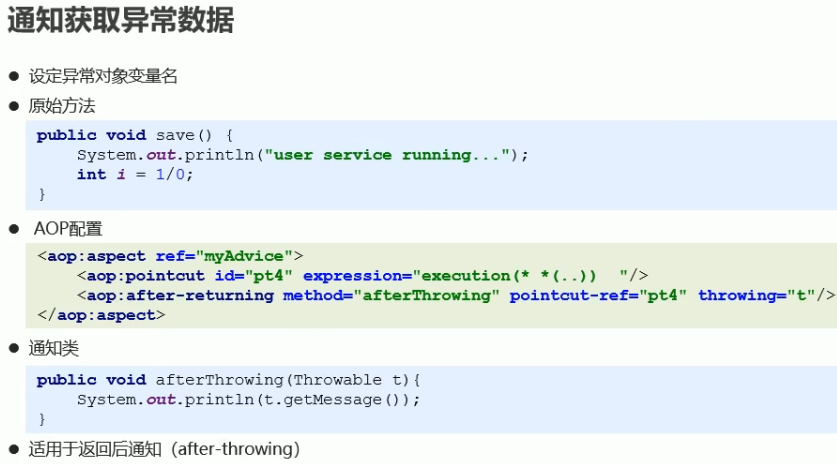 通知获取异常数据
● 设定异常对象变量名
● 原始方法
public void save() {
    System.out.println("user service running...");
    int i = 1/0;
}
● AOP配置
<aop:aspect ref="myAdvice">
    <aop:pointcut id="pt4" expression="execution(* *(..))  "/>
    <aop:after-returning method="afterThrowing" pointcut-ref="pt4" throwing="t"/>
</aop:aspect>
● 通知类
public void afterThrowing(Throwable t){
    System.out.println(t.getMessage());
}
● 适用于返回后通知（after-throwing）